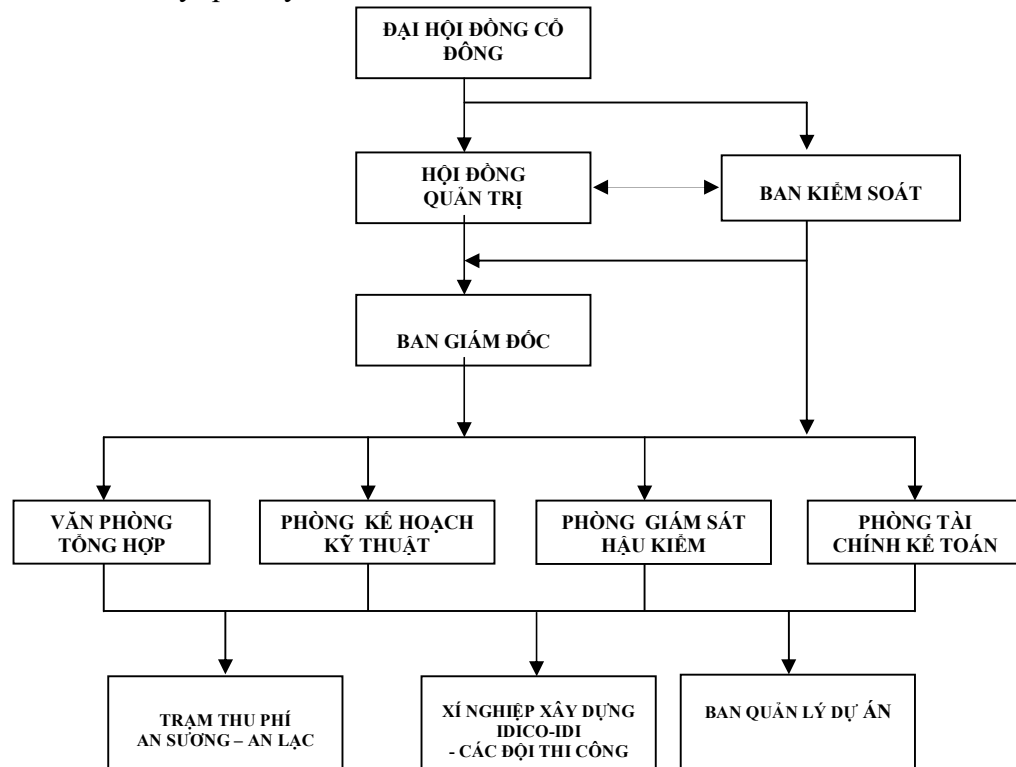 ĐẠI HỘI ĐỒNG CỔ
ĐÔNG
HỘI ĐỒNG
QUẢN TRỊ
BAN KIỂM SOÁT
BAN GIÁM ĐỐC
VĂN PHÒNG
TỔNG HỢP
PHÒNG KẾ HOẠCH
KỸ THUẬT
PHÒNG GIÁM SÁT
HẬU KIỂM
PHÒNG TÀI
CHÍNH KẾ TOÁN
TRẠM THU PHÍ
AN SƯƠNG – AN LẠC
XÍ NGHIỆP XÂY DỰNG
IDICO-IDI
- CÁC ĐỘI THI CÔNG
BAN QUẢN LÝ DỰ ÁN